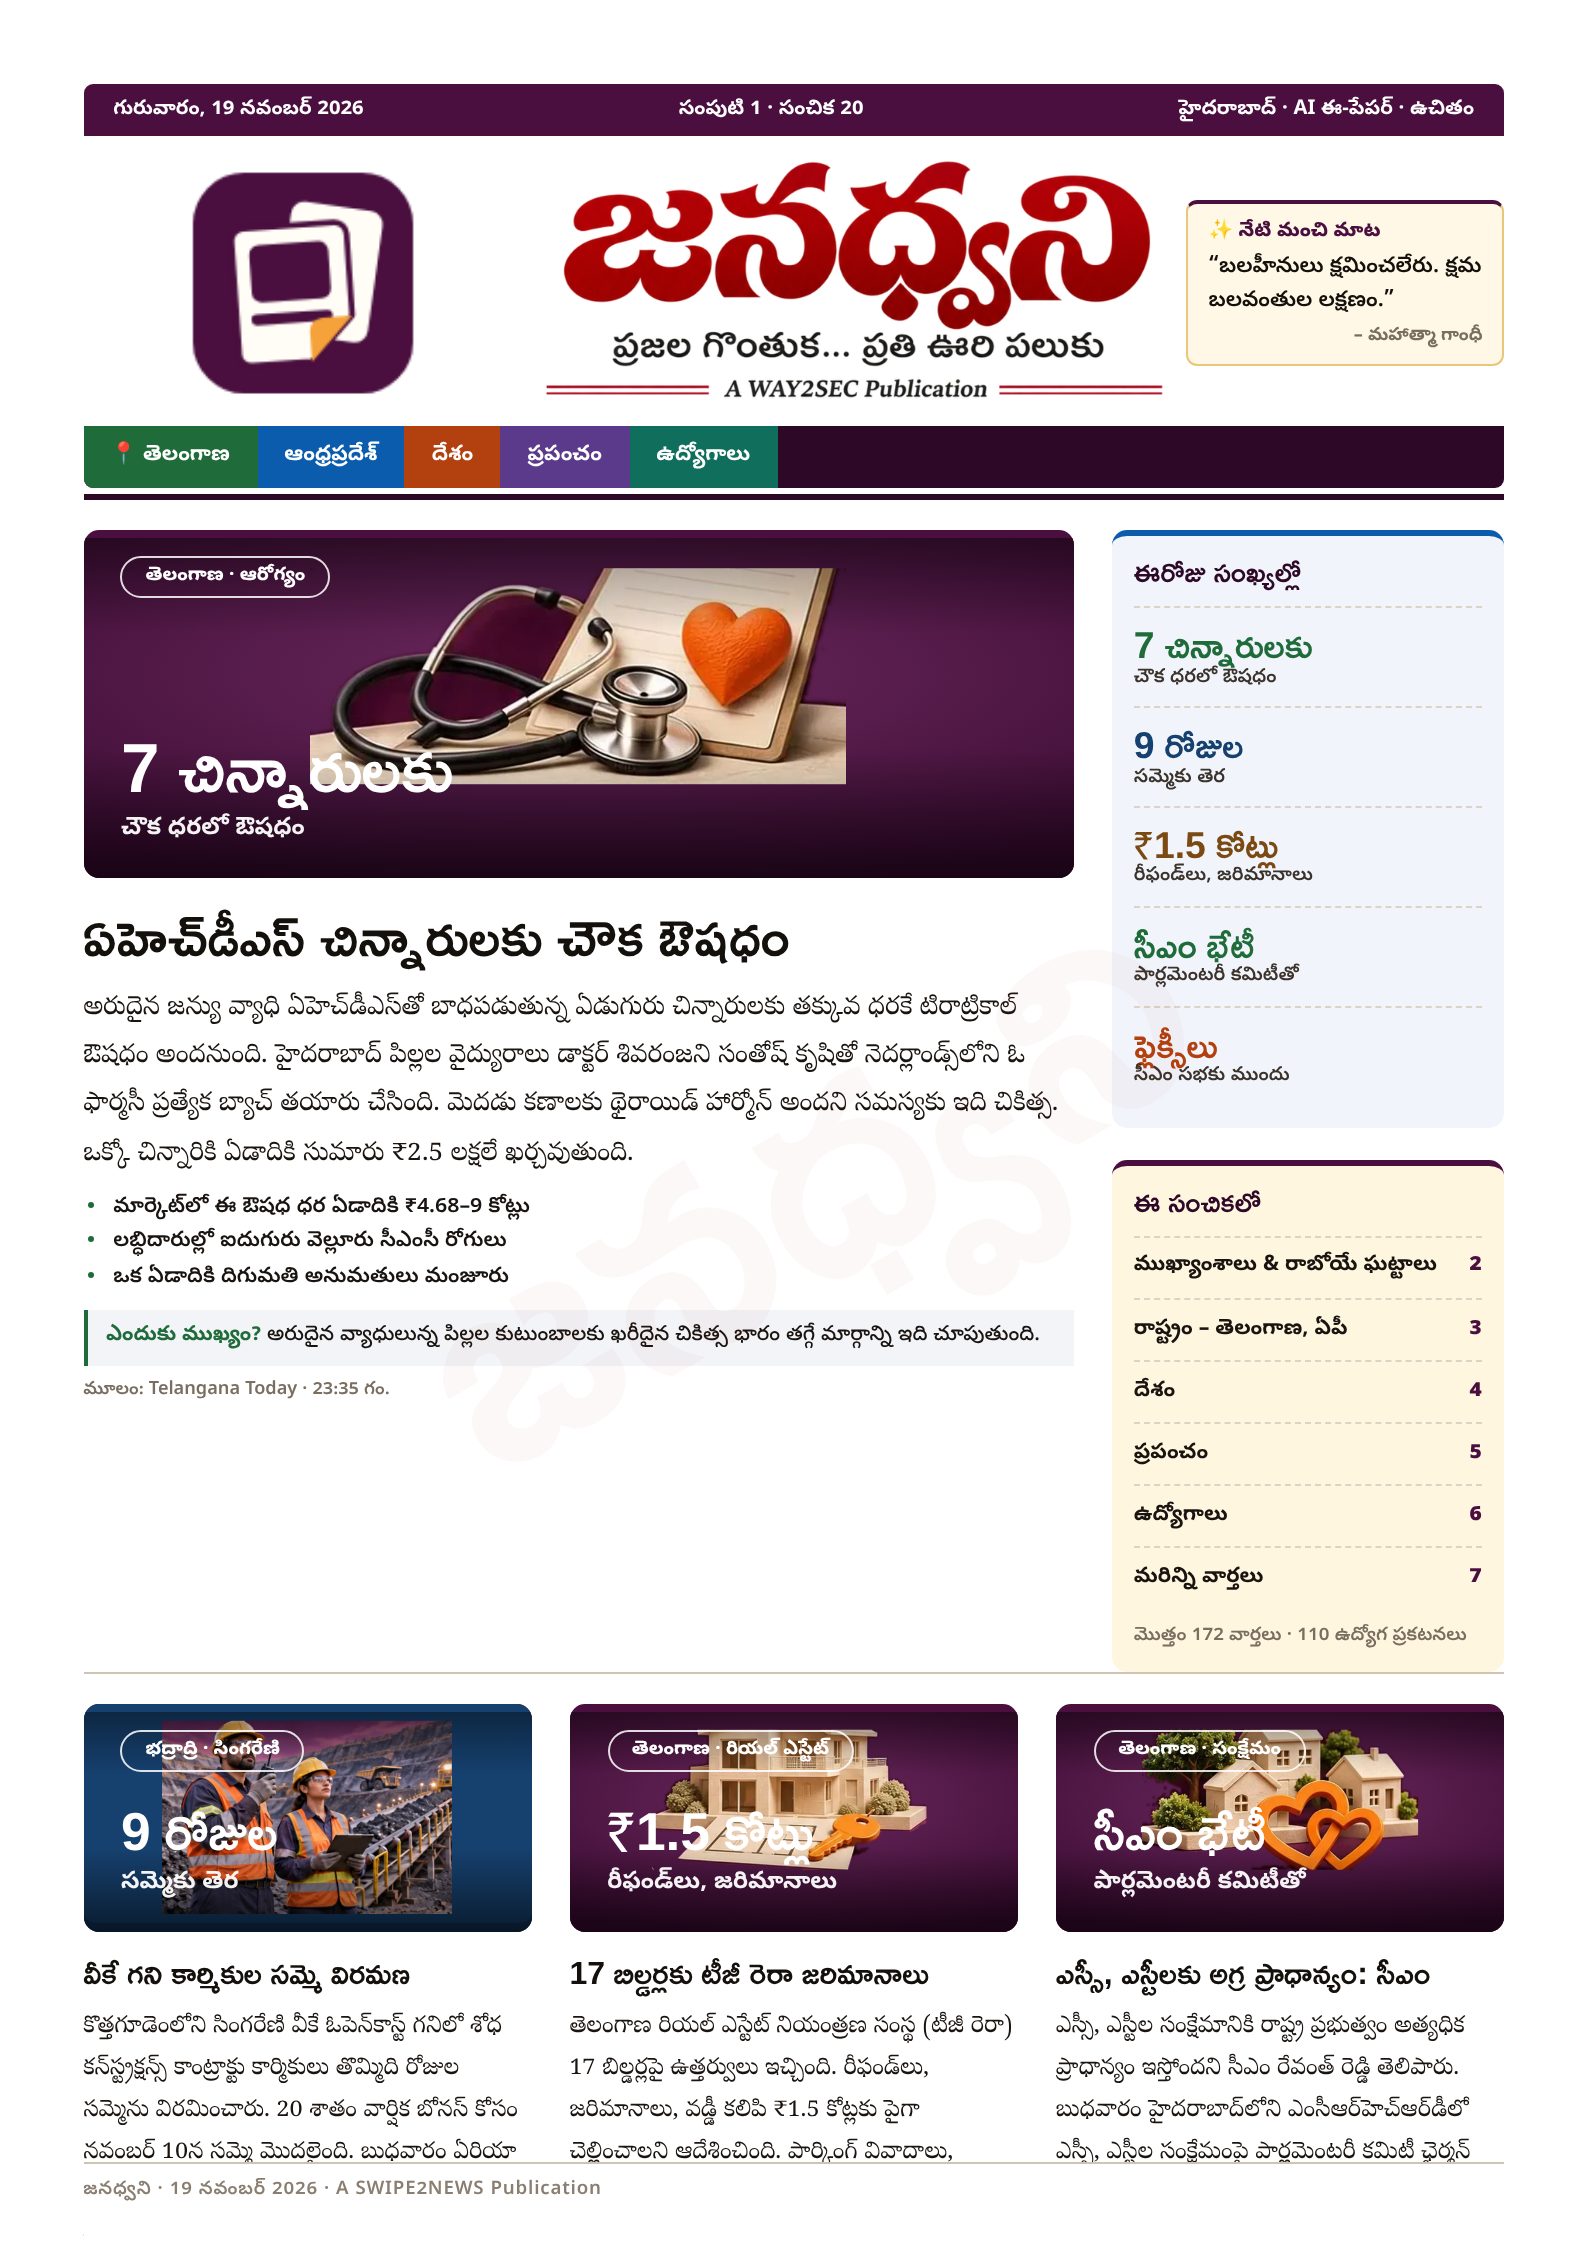 గురువారం, 19 నవంబర్ 2026
సంపుటి 1 · సంచిక 20
హైదరాబాద్ · AI ఈ-పేపర్ · ఉచితం
జనధ్వని
ప్రజల గొంతుక... ప్రతి ఊరి పలుకు
A WAY2SEC Publication
✨ నేటి మంచి మాట
“బలహీనులు క్షమించలేరు. క్షమ
బలవంతుల లక్షణం.”
– మహాత్మా గాంధీ
📍 తెలంగాణ
ఆంధ్రప్రదేశ్
దేశం
ప్రపంచం
ఉద్యోగాలు
తెలంగాణ · ఆరోగ్యం
7 చిన్నారులకు
చౌక ధరలో ఔషధం
ఏహెచ్‌డీఎస్ చిన్నారులకు చౌక ఔషధం
అరుదైన జన్యు వ్యాధి ఏహెచ్‌డీఎస్‌తో బాధపడుతున్న ఏడుగురు చిన్నారులకు తక్కువ ధరకే టిరాట్రికాల్
ఔషధం అందనుంది. హైదరాబాద్ పిల్లల వైద్యురాలు డాక్టర్ శివరంజని సంతోష్ కృషితో నెదర్లాండ్స్‌లోని ఓ
ఫార్మసీ ప్రత్యేక బ్యాచ్ తయారు చేసింది. మెదడు కణాలకు థైరాయిడ్ హార్మోన్ అందని సమస్యకు ఇది చికిత్స.
ఒక్కో చిన్నారికి ఏడాదికి సుమారు ₹2.5 లక్షలే ఖర్చవుతుంది.
• మార్కెట్‌లో ఈ ఔషధ ధర ఏడాదికి ₹4.68–9 కోట్లు
• లబ్ధిదారుల్లో ఐదుగురు వెల్లూరు సీఎంసీ రోగులు
• ఒక ఏడాదికి దిగుమతి అనుమతులు మంజూరు
ఎందుకు ముఖ్యం? అరుదైన వ్యాధులున్న పిల్లల కుటుంబాలకు ఖరీదైన చికిత్స భారం తగ్గే మార్గాన్ని ఇది చూపుతుంది.
మూలం: Telangana Today · 23:35 గం.
ఈరోజు సంఖ్యల్లో
7 చిన్నారులకు
చౌక ధరలో ఔషధం
9 రోజుల
సమ్మెకు తెర
₹1.5 కోట్లు
రీఫండ్‌లు, జరిమానాలు
సీఎం భేటీ
పార్లమెంటరీ కమిటీతో
ఫ్లెక్సీలు
సీఎం సభకు ముందు
ఈ సంచికలో
ముఖ్యాంశాలు & రాబోయే ఘట్టాలు 2
రాష్ట్రం – తెలంగాణ, ఏపీ 3
దేశం 4
ప్రపంచం 5
ఉద్యోగాలు 6
మరిన్ని వార్తలు 7
మొత్తం 172 వార్తలు · 110 ఉద్యోగ ప్రకటనలు
భద్రాద్రి · సింగరేణి
9 రోజుల
సమ్మెకు తెర
వీకే గని కార్మికుల సమ్మె విరమణ
కొత్తగూడెంలోని సింగరేణి వీకే ఓపెన్‌కాస్ట్ గనిలో శోధ
కన్‌స్ట్రక్షన్స్ కాంట్రాక్టు కార్మికులు తొమ్మిది రోజుల
సమ్మెను విరమించారు. 20 శాతం వార్షిక బోనస్ కోసం
నవంబర్ 10న సమ్మె మొదలైంది. బుధవారం ఏరియా
తెలంగాణ · రియల్ ఎస్టేట్
₹1.5 కోట్లు
రీఫండ్‌లు, జరిమానాలు
17 బిల్డర్లకు టీజీ రెరా జరిమానాలు
తెలంగాణ రియల్ ఎస్టేట్ నియంత్రణ సంస్థ (టీజీ రెరా)
17 బిల్డర్లపై ఉత్తర్వులు ఇచ్చింది. రీఫండ్‌లు,
జరిమానాలు, వడ్డీ కలిపి ₹1.5 కోట్లకు పైగా
చెల్లించాలని ఆదేశించింది. పార్కింగ్ వివాదాలు,
తెలంగాణ · సంక్షేమం
సీఎం భేటీ
పార్లమెంటరీ కమిటీతో
ఎస్సీ, ఎస్టీలకు అగ్ర ప్రాధాన్యం: సీఎం
ఎస్సీ, ఎస్టీల సంక్షేమానికి రాష్ట్ర ప్రభుత్వం అత్యధిక
ప్రాధాన్యం ఇస్తోందని సీఎం రేవంత్ రెడ్డి తెలిపారు.
బుధవారం హైదరాబాద్‌లోని ఎంసీఆర్‌హెచ్‌ఆర్‌డీలో
ఎస్సీ, ఎస్టీల సంక్షేమంపై పార్లమెంటరీ కమిటీ ఛైర్మన్
జనధ్వని · 19 నవంబర్ 2026 · A SWIPE2NEWS Publication